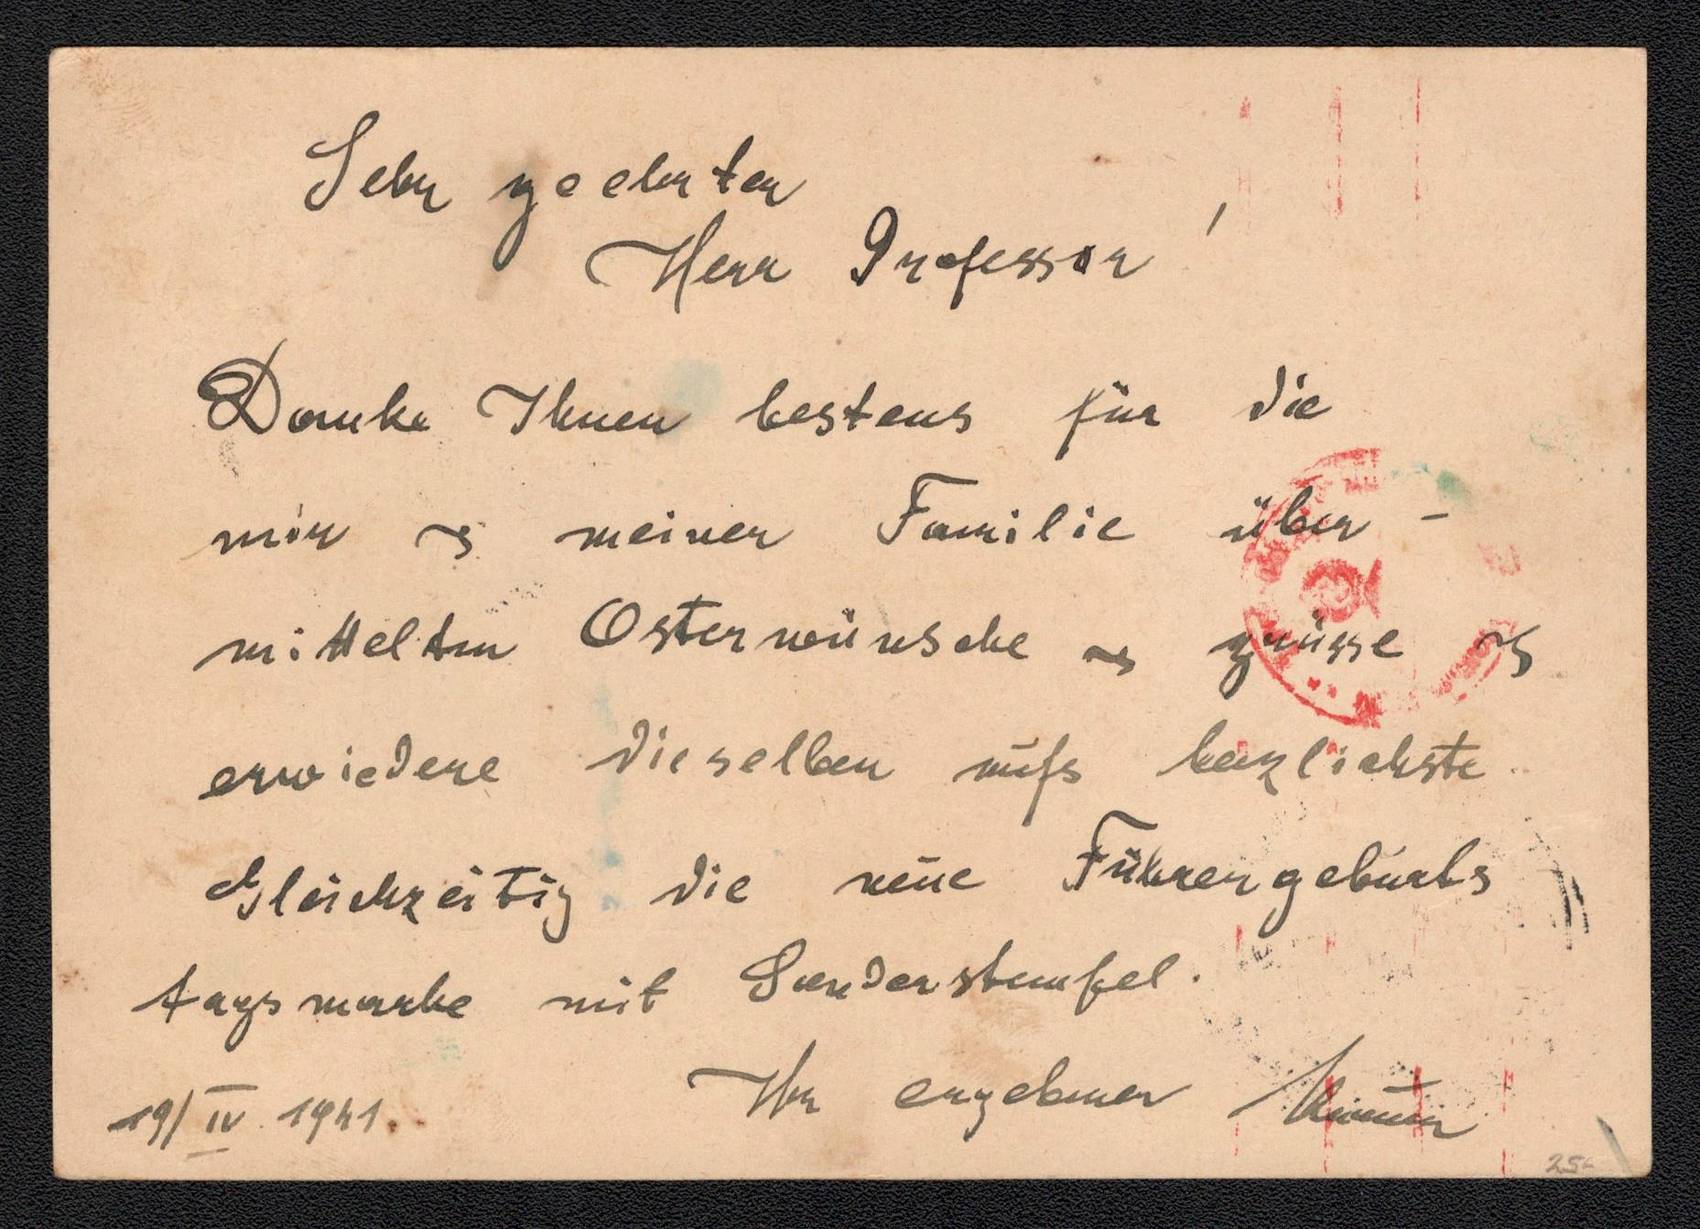 Sehr geehrter
Herr Professor!
Danke Ihnen bestens für die
mir & meiner Familie über-
mittelten Osterwünsche & grüsse &
erwiedere dieselben aufs herzlichste
Gleichzeitig die neue Führergeburts
tagsmarke mit Sonderstempel.
Ihr ergebener
19/IV 1941.
25-